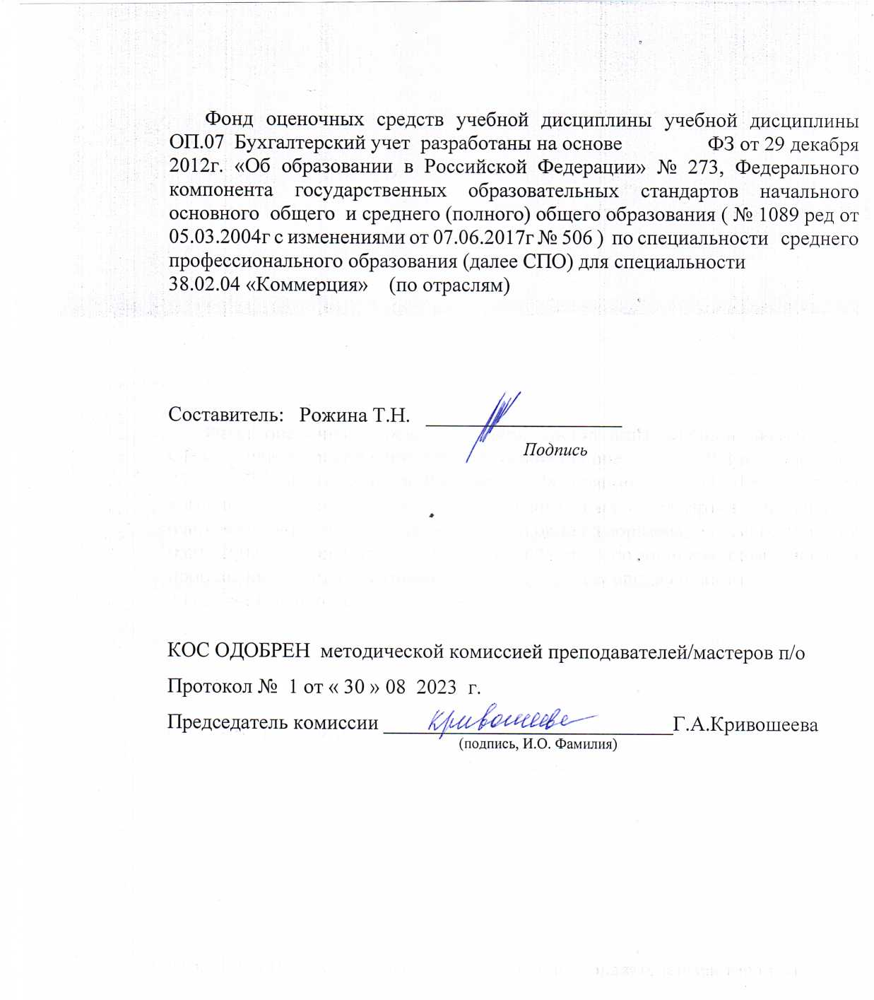 Фонд оценочных средств учебной дисциплины учебной дисциплины
ОП.07 Бухгалтерский учет разработаны на основе ФЗ от 29 декабря
2012г. «Об образовании в Российской Федерации» № 273, Федерального
компонента государственных образовательных стандартов начального
основного общего и среднего (полного) общего образования ( № 1089 ред от
05.03.2004г с изменениями от 07.06.2017г № 506 ) по специальности среднего
профессионального образования (далее СПО) для специальности
38.02.04 «Коммерция» (по отраслям)
Составитель: Рожина Т.Н. ____________________
Подпись
КОС ОДОБРЕН методической комиссией преподавателей/мастеров п/о
Протокол № 1 от « 30 » 08 2023 г.
Председатель комиссии Кривошеева Г.А.Кривошеева
(подпись, И.О. Фамилия)